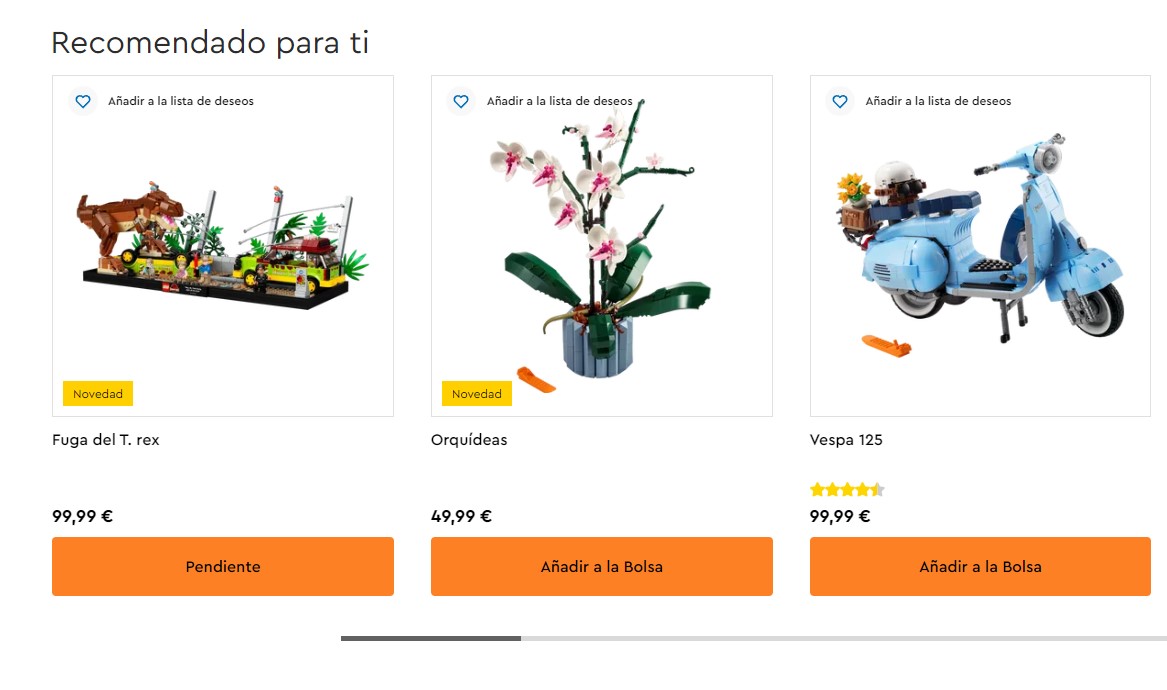 Recomendado para ti
Añadir a la lista de deseos
Añadir a la lista de deseos
Añadir a la lista de deseos
Novedad
Novedad
Fuga del T. rex
Orquídeas
Vespa 125
99,99 €
49,99 €
99,99 €
Pendiente
Añadir a la Bolsa
Añadir a la Bolsa